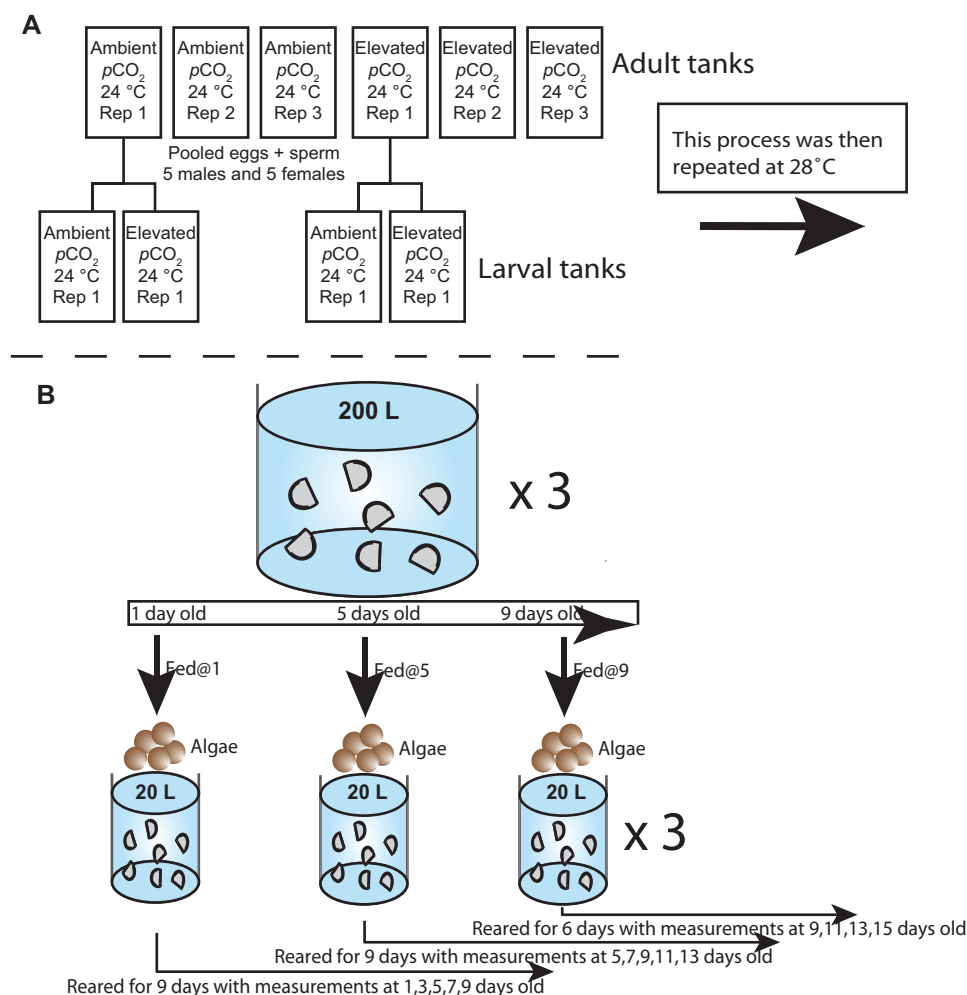 A
Ambient
pCO2
24 °C
Rep 1
Ambient
pCO2
24 °C
Rep 2
Ambient
pCO2
24 °C
Rep 3
Elevated
pCO2
24 °C
Rep 1
Elevated
pCO2
24 °C
Rep 2
Elevated
pCO2
24 °C
Rep 3
Adult tanks
Pooled eggs + sperm
5 males and 5 females
This process was then
repeated at 28˚C
Ambient
pCO2
24 °C
Rep 1
Elevated
pCO2
24 °C
Rep 1
Ambient
pCO2
24 °C
Rep 1
Elevated
pCO2
24 °C
Rep 1
Larval tanks
B
200 L
x 3
1 day old
5 days old
9 days old
Fed@1
Fed@5
Fed@9
Algae
Algae
Algae
20 L
20 L
20 L
x 3
Reared for 6 days with measurements at 9,11,13,15 days old
Reared for 9 days with measurements at 5,7,9,11,13 days old
Reared for 9 days with measurements at 1,3,5,7,9 days old